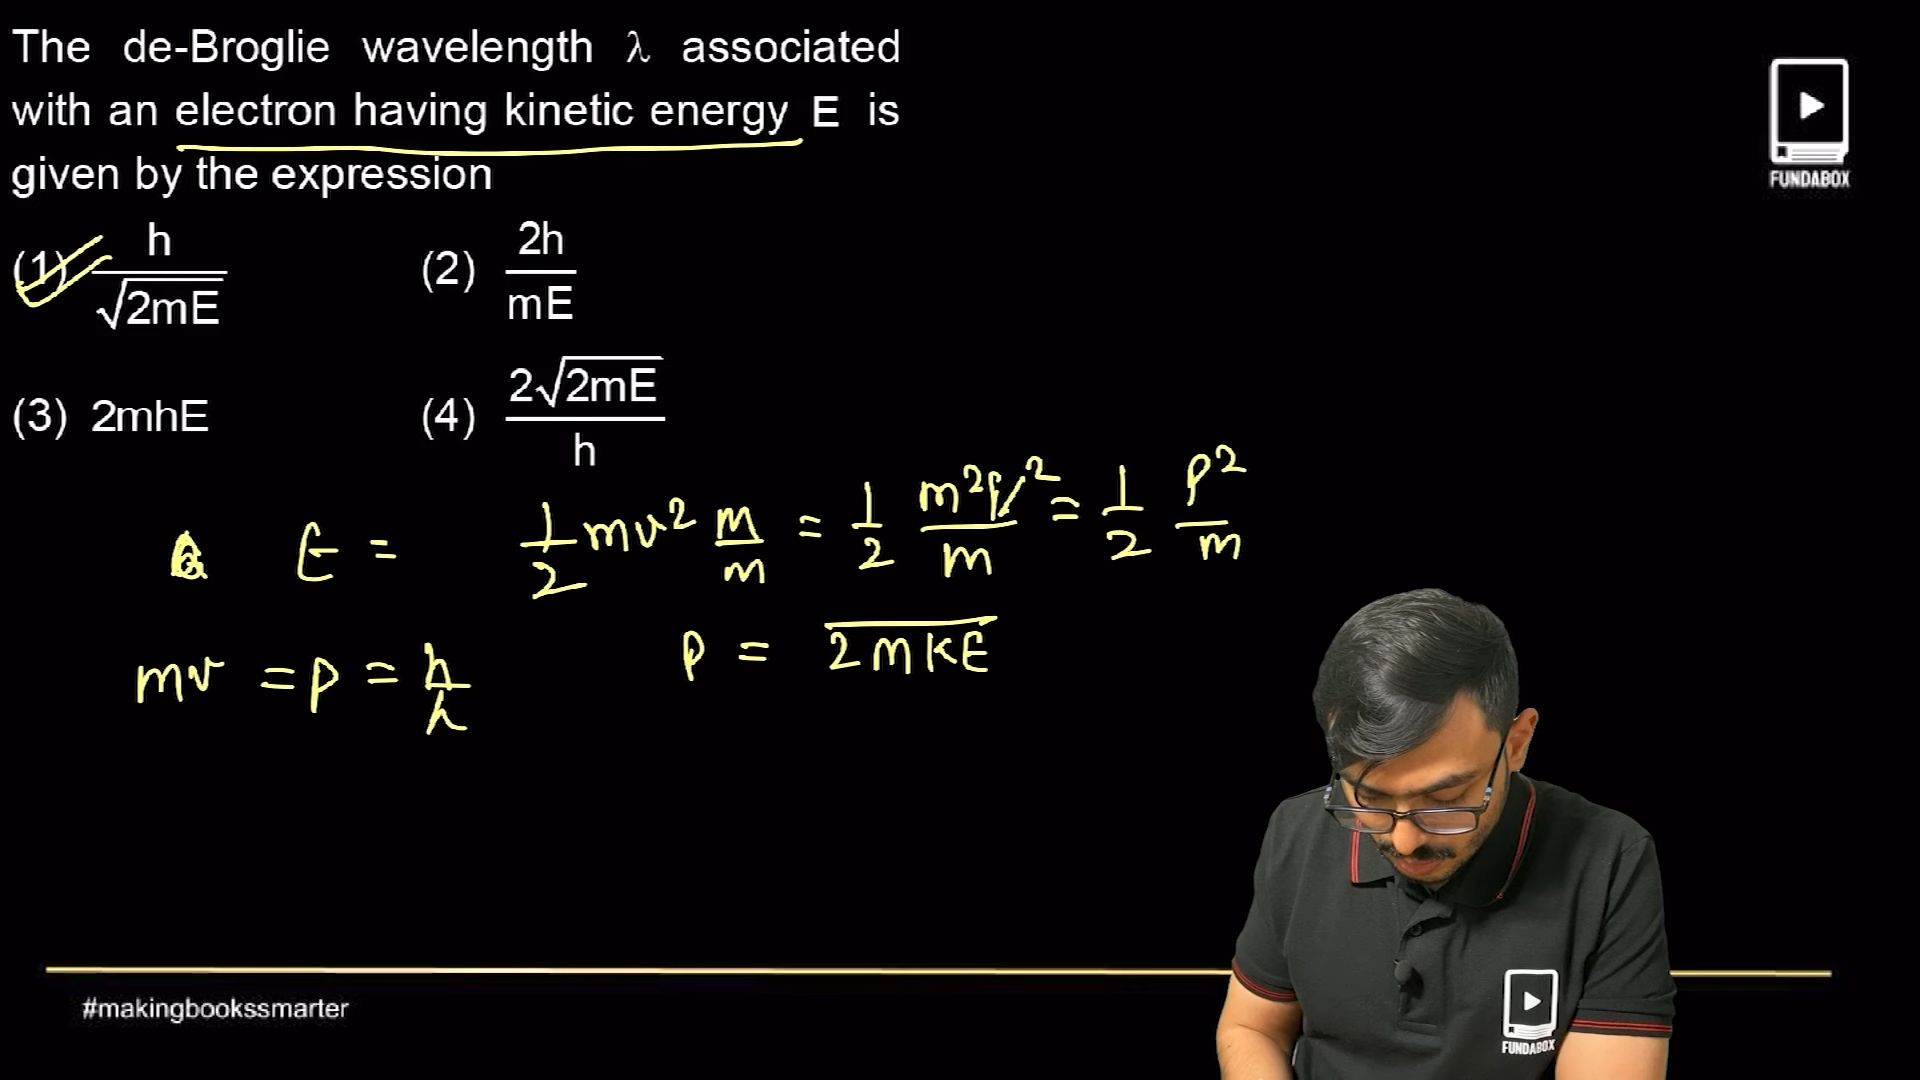 The de-Broglie wavelength λ associated
with an electron having kinetic energy E is
given by the expression
(1) h/√2mE (2) 2h/mE
(3) 2mhE (4) 2√2mE/h
E = 1/2 mv² m/m = 1/2 m²v²/m = 1/2 P²/m
mv = p = h/λ
p = 2mKE
#makingbookssmarter
FUNDABOX
FUNDABOX